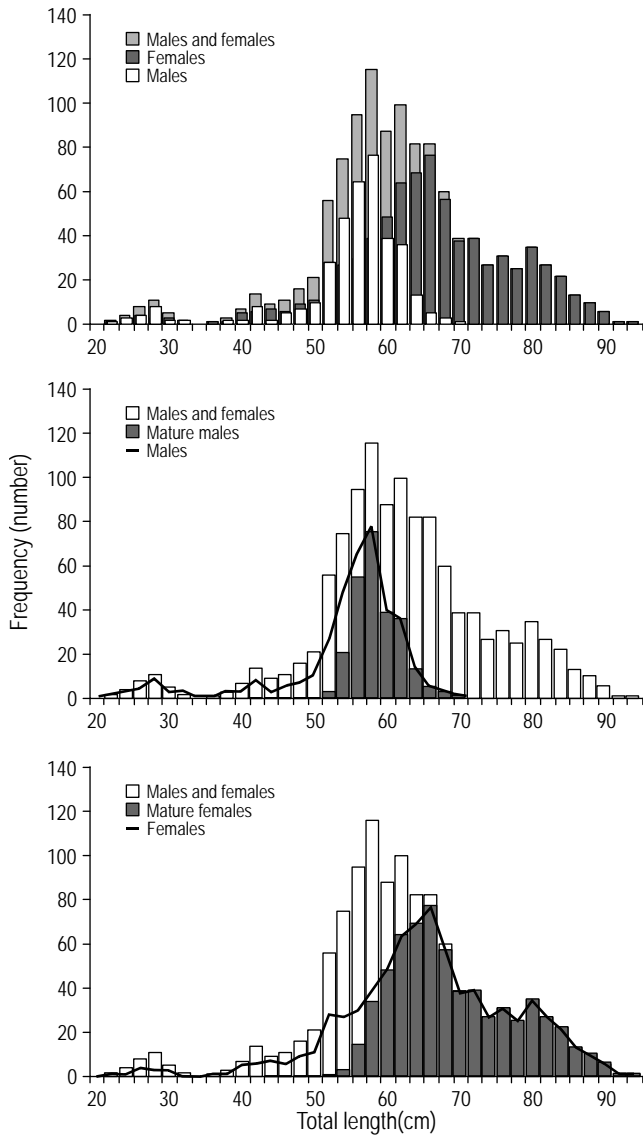 140
Males and females
120
Females
Males
100
80
60
40
20
0
20 30 40 50 60 70 80 90
140
Males and females
120
Mature males
Males
100
80
60
40
20
0
20 30 40 50 60 70 80 90
Frequency (number)
140
Males and females
120
Mature females
Females
100
80
60
40
20
0
20 30 40 50 60 70 80 90
Total length(cm)